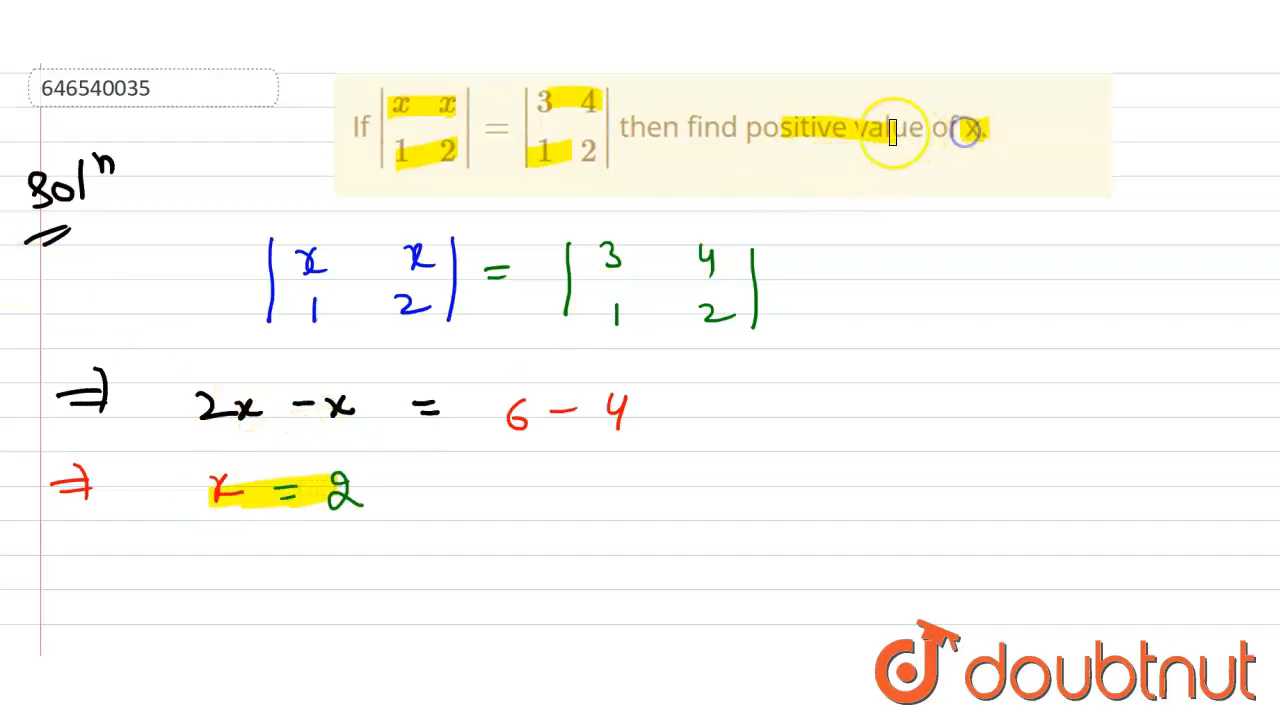 646540035
If |x x| = |3 4| then find positive value of x.
|1 2| |1 2|
Solⁿ
|x x| = |3 4|
|1 2| |1 2|
⇒ 2x - x = 6 - 4
⇒ x = 2
doubtnut